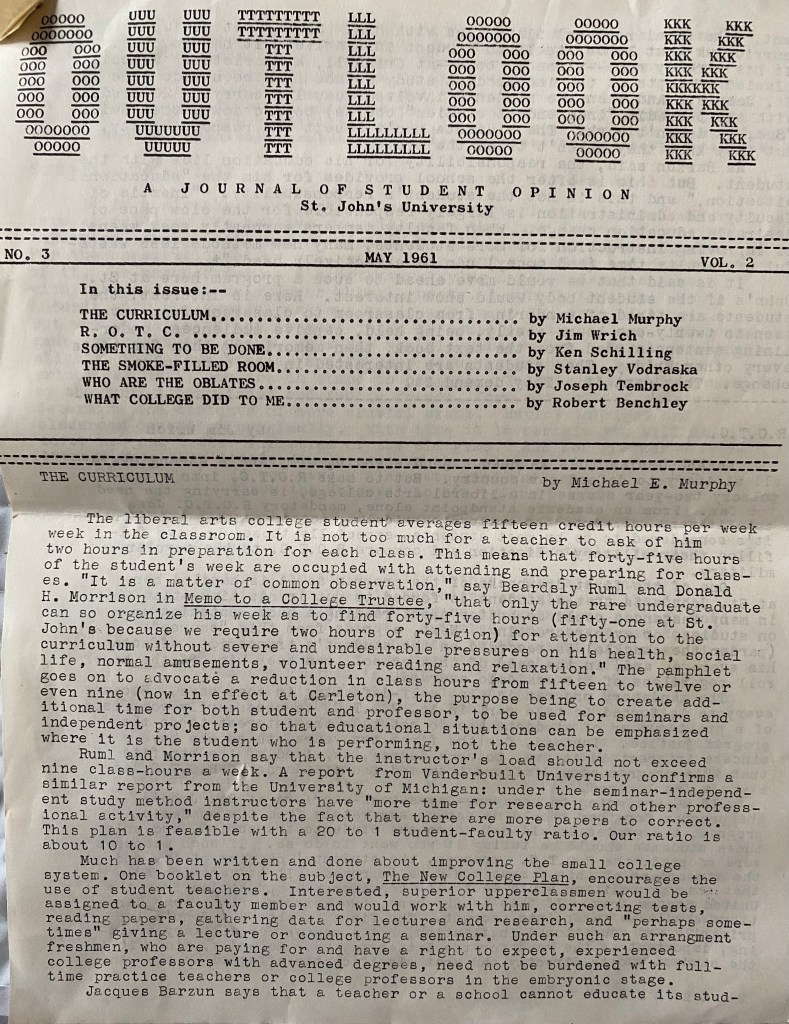 OUTLOOK
A JOURNAL OF STUDENT OPINION
St. John's University
NO. 3 MAY 1961 VOL. 2
In this issue:--
THE CURRICULUM.................................. by Michael Murphy
R. O. T. C. .................................... by Jim Wrich
SOMETHING TO BE DONE............................ by Ken Schilling
THE SMOKE-FILLED ROOM........................... by Stanley Vodraska
WHO ARE THE OBLATES............................. by Joseph Tembrock
WHAT COLLEGE DID TO ME.......................... by Robert Benchley
THE CURRICULUM by Michael E. Murphy
The liberal arts college student averages fifteen credit hours per week
week in the classroom. It is not too much for a teacher to ask of him
two hours in preparation for each class. This means that forty-five hours
of the student's week are occupied with attending and preparing for class-
es. "It is a matter of common observation," say Beardsly Ruml and Donald
H. Morrison in Memo to a College Trustee, "that only the rare undergraduate
can so organize his week as to find forty-five hours (fifty-one at St.
John's because we require two hours of religion) for attention to the
curriculum without severe and undesirable pressures on his health, social
life, normal amusements, volunteer reading and relaxation." The pamphlet
goes on to advocate a reduction in class hours from fifteen to twelve or
even nine (now in effect at Carleton), the purpose being to create add-
itional time for both student and professor, to be used for seminars and
independent projects; so that educational situations can be emphasized
where it is the student who is performing, not the teacher.
Ruml and Morrison say that the instructor's load should not exceed
nine class-hours a week. A report from Vanderbuilt University confirms a
similar report from the University of Michigan: under the seminar-independ-
ent study method instructors have "more time for research and other profess-
ional activity," despite the fact that there are more papers to correct.
This plan is feasible with a 20 to 1 student-faculty ratio. Our ratio is
about 10 to 1.
Much has been written and done about improving the small college
system. One booklet on the subject, The New College Plan, encourages the
use of student teachers. Interested, superior upperclassmen would be
assigned to a faculty member and would work with him, correcting tests,
reading papers, gathering data for lectures and research, and "perhaps some-
times" giving a lecture or conducting a seminar. Under such an arrangment
freshmen, who are paying for and have a right to expect, experienced
college professors with advanced degrees, need not be burdened with full-
time practice teachers or college professors in the embryonic stage.
Jacques Barzun says that a teacher or a school cannot educate its stud-